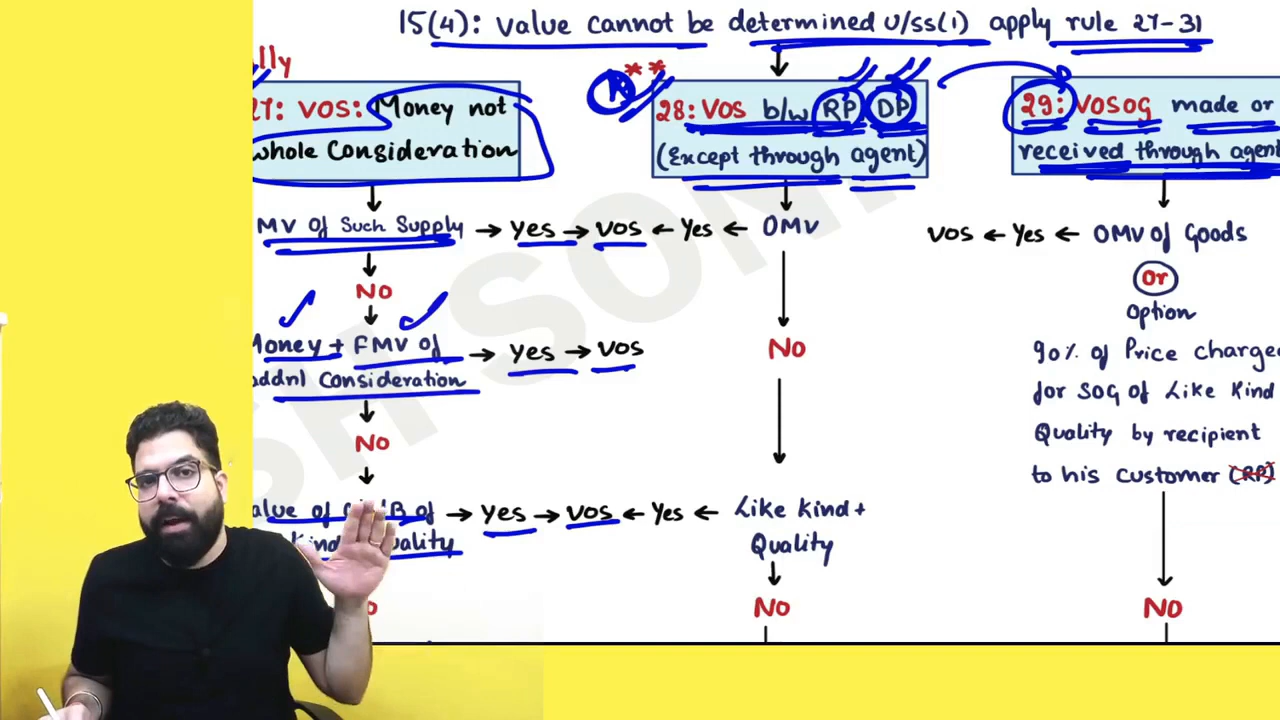 15(4): Value cannot be determined U/ss(1) apply rule 27-31
lly
27: VOS: Money not
whole Consideration
**
28: VOS b/w RP DP
(Except through agent)
29: VOSOG made or
received through agent
MV of Such Supply → Yes → VOS ← Yes ← OMV
VOS ← Yes ← OMV of Goods
NO
Or
Option
Money + FMV of
addnl Consideration → Yes → VOS
NO
90% of Price charge
for SOG of Like Kind
Quality by recipient
to his customer (RP)
NO
→ Yes → VOS ← Yes ← Like Kind +
Quality
NO
NO